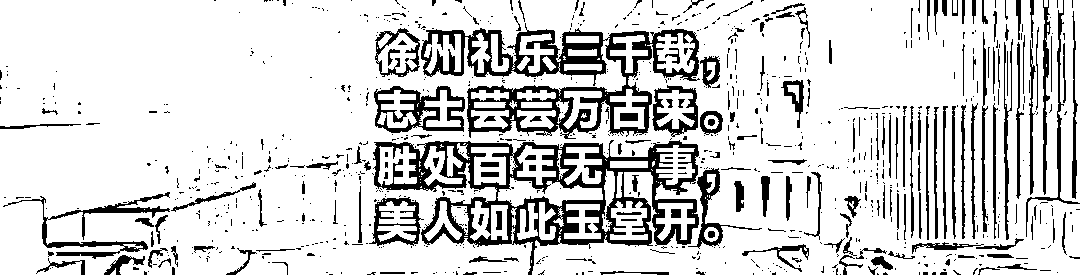 徐州礼乐三千载，
志士芸芸万古来。
胜处百年无一事，
美人如此玉堂开。